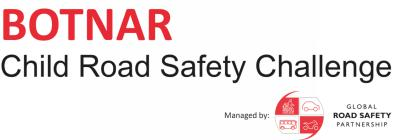 BOTNAR
Child Road Safety Challenge
Managed by:
GLOBAL
ROAD SAFETY
PARTNERSHIP